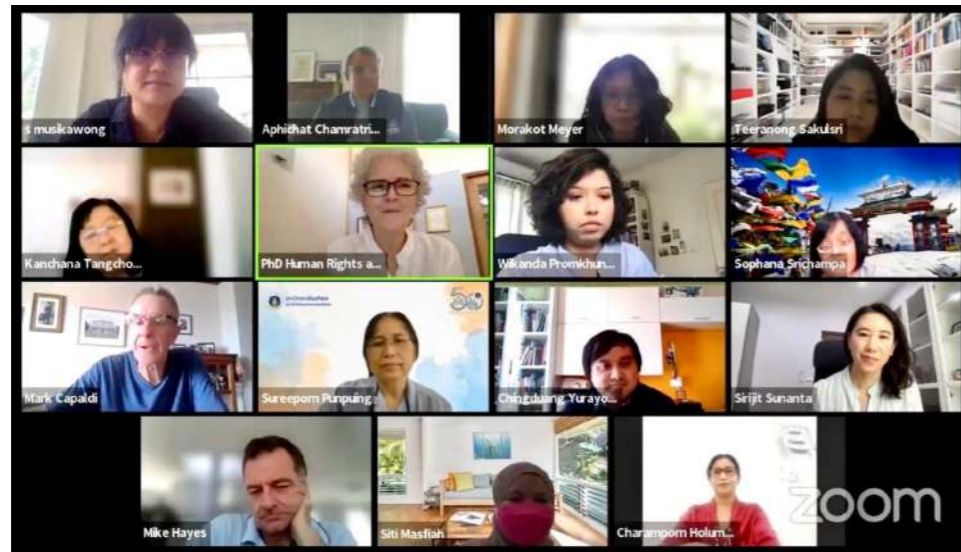 s musikawong
Aphichat Chamratri...
Morakot Meyer
Teeranong Sakulsri
Kanchana Tangcho...
PhD Human Rights a...
Wikanda Promkhun...
Sophana Srichampa
Mark Capaldi
Sureeporn Punpuing
Chingduang Yurayo...
Sirijit Sunanta
Mike Hayes
Siti Masfiah
Charamporn Holum...
zoom